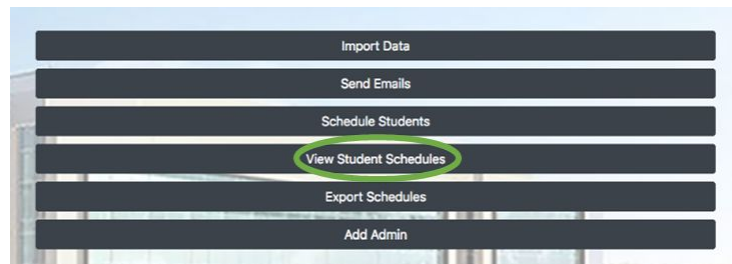 Import Data
Send Emails
Schedule Students
View Student Schedules
Export Schedules
Add Admin